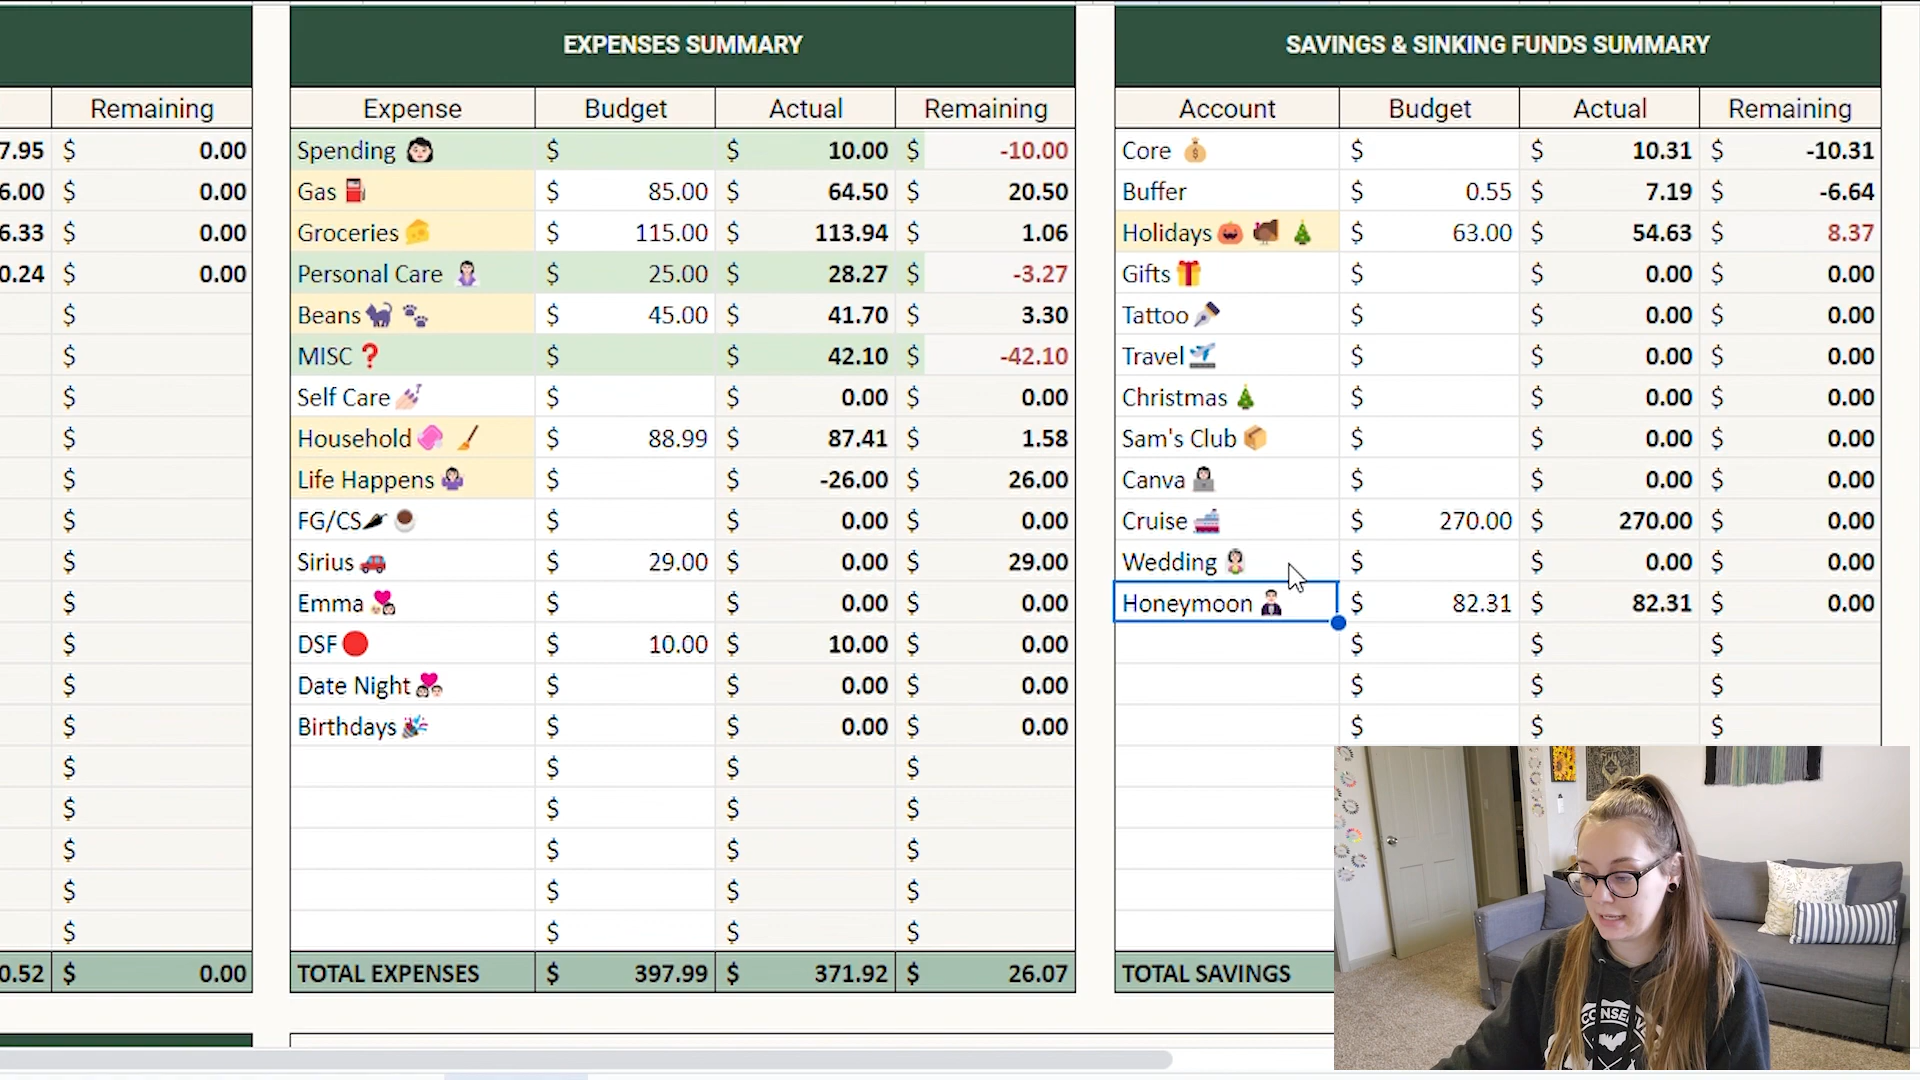 EXPENSES SUMMARY
SAVINGS & SINKING FUNDS SUMMARY
Remaining Expense Budget Actual Remaining Account Budget Actual Remaining
7.95 $ 0.00 Spending $ $ 10.00 $ -10.00 Core $ $ 10.31 $ -10.31
6.00 $ 0.00 Gas $ 85.00 $ 64.50 $ 20.50 Buffer $ 0.55 $ 7.19 $ -6.64
6.33 $ 0.00 Groceries $ 115.00 $ 113.94 $ 1.06 Holidays $ 63.00 $ 54.63 $ 8.37
0.24 $ 0.00 Personal Care $ 25.00 $ 28.27 $ -3.27 Gifts $ $ 0.00 $ 0.00
$ Beans $ 45.00 $ 41.70 $ 3.30 Tattoo $ $ 0.00 $ 0.00
$ MISC ❓ $ $ 42.10 $ -42.10 Travel $ $ 0.00 $ 0.00
$ Self Care $ $ 0.00 $ 0.00 Christmas $ $ 0.00 $ 0.00
$ Household $ 88.99 $ 87.41 $ 1.58 Sam's Club $ $ 0.00 $ 0.00
$ Life Happens $ $ -26.00 $ 26.00 Canva $ $ 0.00 $ 0.00
$ FG/CS $ $ 0.00 $ 0.00 Cruise $ 270.00 $ 270.00 $ 0.00
$ Sirius $ 29.00 $ 0.00 $ 29.00 Wedding $ $ 0.00 $ 0.00
$ Emma $ $ 0.00 $ 0.00 Honeymoon $ 82.31 $ 82.31 $ 0.00
$ DSF $ 10.00 $ 10.00 $ 0.00 $ $ $
$ Date Night $ $ 0.00 $ 0.00 $ $ $
$ Birthdays $ $ 0.00 $ 0.00 $ $ $
$ $ $ $
$ $ $ $
$ $ $ $
$ $ $ $
$ $ $ $
0.52 $ 0.00 TOTAL EXPENSES $ 397.99 $ 371.92 $ 26.07 TOTAL SAVINGS